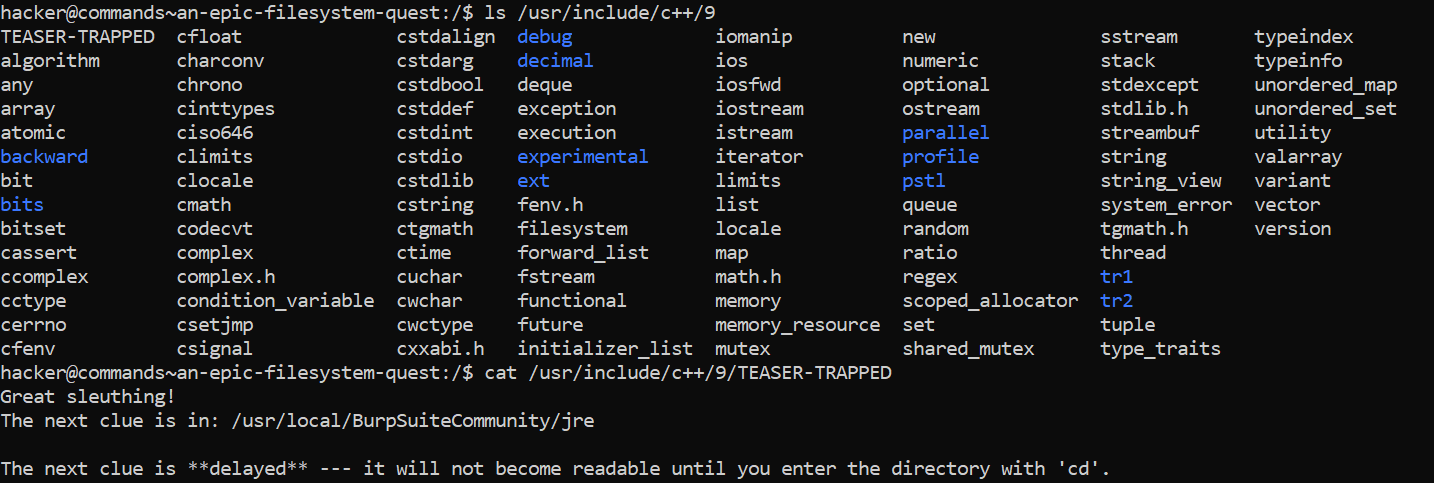 hacker@commands~an-epic-filesystem-quest:/$ ls /usr/include/c++/9
TEASER-TRAPPED  cfloat              cstdalign  debug             iomanip          new               sstream       typeindex
algorithm       charconv            cstdarg    decimal           ios              numeric           stack         typeinfo
any             chrono              cstdbool   deque             iosfwd           optional          stdexcept     unordered_map
array           cinttypes           cstddef    exception         iostream         ostream           stdlib.h      unordered_set
atomic          ciso646             cstdint    execution         istream          parallel          streambuf     utility
backward        climits             cstdio     experimental      iterator         profile           string        valarray
bit             clocale             cstdlib    ext               limits           pstl              string_view   variant
bits            cmath               cstring    fenv.h            list             queue             system_error  vector
bitset          codecvt             ctgmath    filesystem        locale           random            tgmath.h      version
cassert         complex             ctime      forward_list      map              ratio             thread
ccomplex        complex.h           cuchar     fstream           math.h           regex             tr1
cctype          condition_variable  cwchar     functional        memory           scoped_allocator  tr2
cerrno          csetjmp             cwctype    future            memory_resource  set               tuple
cfenv           csignal             cxxabi.h   initializer_list  mutex            shared_mutex      type_traits
hacker@commands~an-epic-filesystem-quest:/$ cat /usr/include/c++/9/TEASER-TRAPPED
Great sleuthing!
The next clue is in: /usr/local/BurpSuiteCommunity/jre
The next clue is **delayed** --- it will not become readable until you enter the directory with 'cd'.